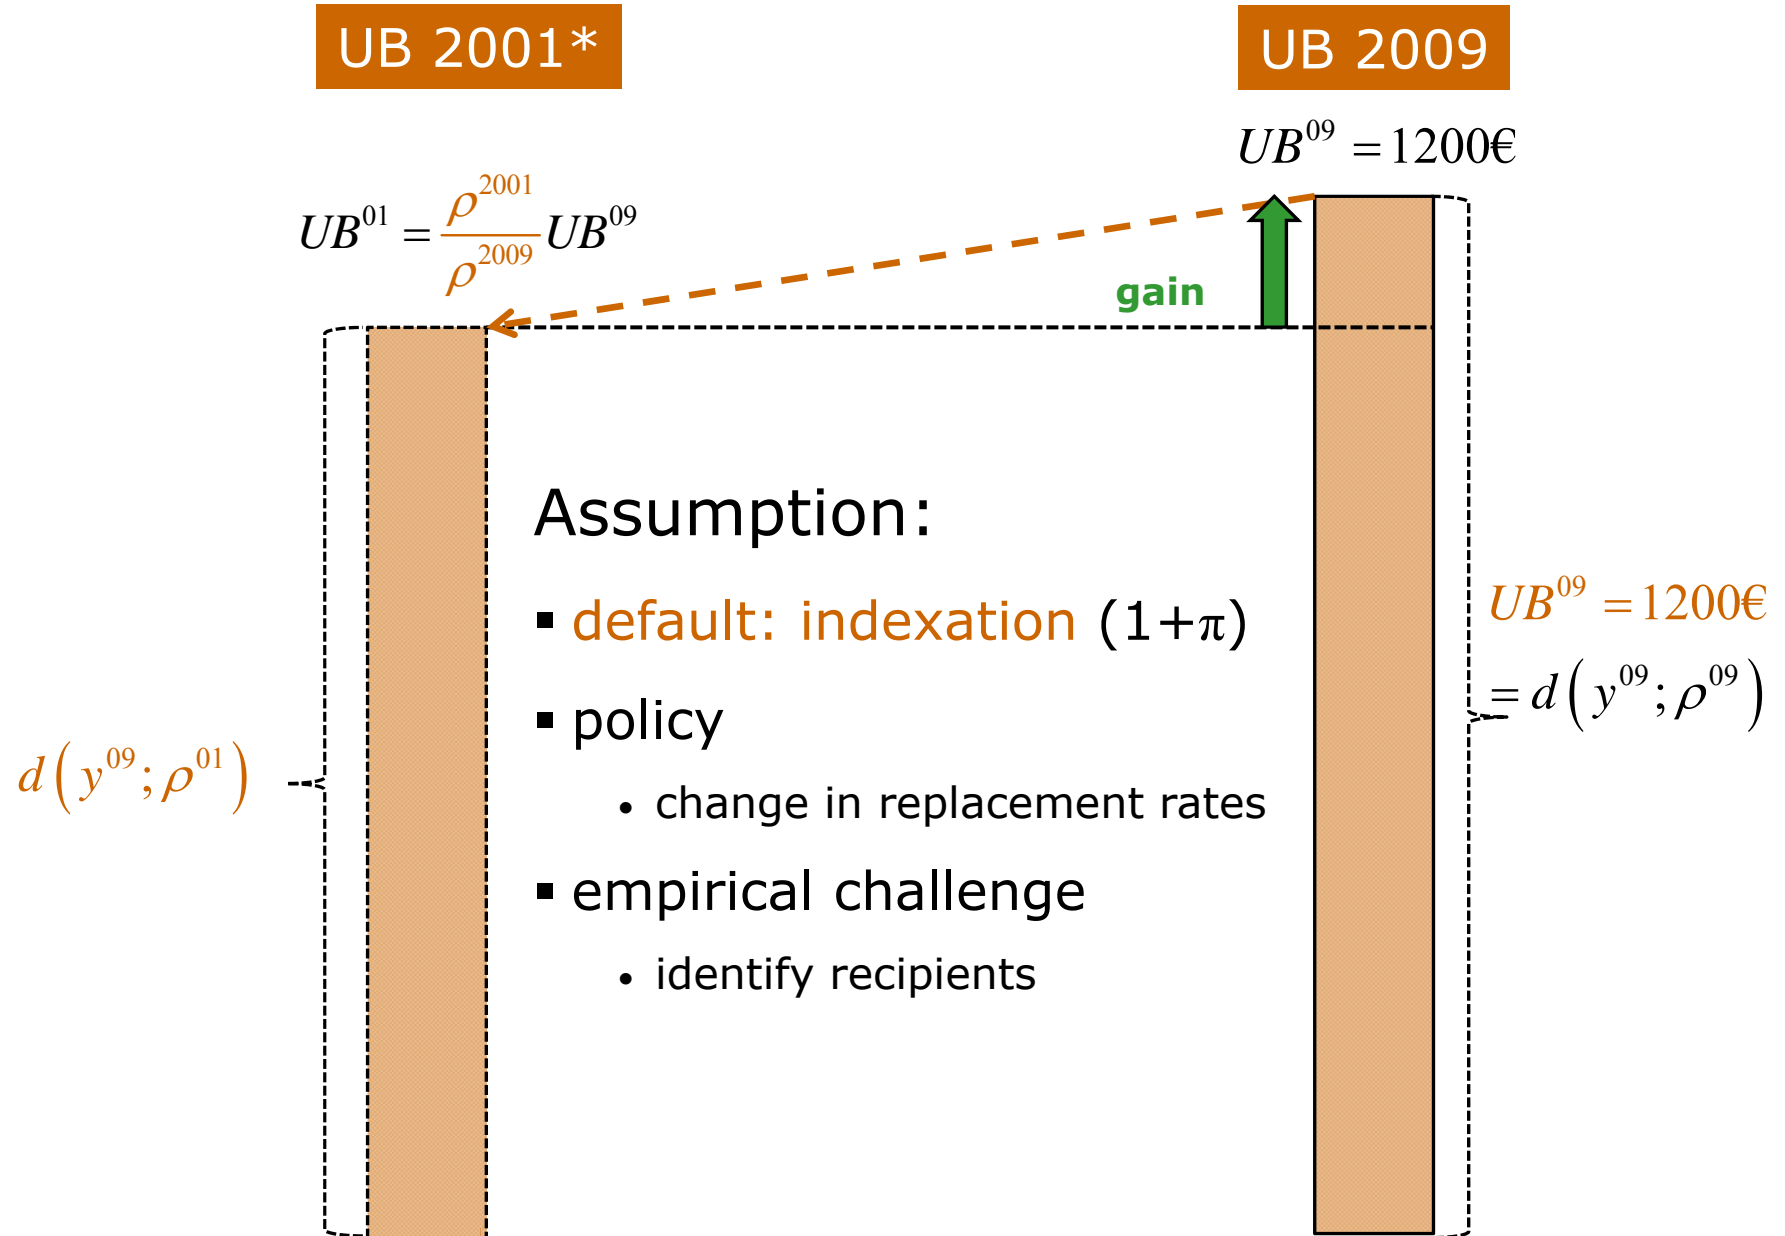 UB 2001*
UB 2009
UB^{09} = 1200€
UB^{01} = \frac{ρ^{2001}}{ρ^{2009}} UB^{09}
gain
Assumption:
▪ default: indexation (1+π)
▪ policy
• change in replacement rates
▪ empirical challenge
• identify recipients
d(y^{09}; ρ^{01})
UB^{09} = 1200€
= d(y^{09}; ρ^{09})